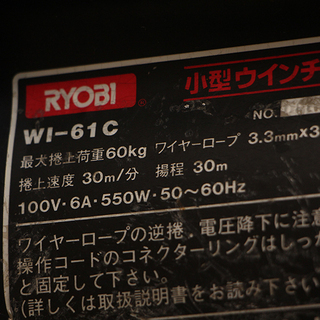 RYOBI 小型ウインチ
WI-61C NO.
最大捲上荷重60kg ワイヤーロープ 3.3mm×3
捲上速度 30m/分 揚程 30m
100V・6A・550W・50〜60Hz
ワイヤーロープの逆捲・電圧降下に注意
操作コードのコネクターリングはしっ
と固定して下さい。
(詳しくは取扱説明書をお読み下さい